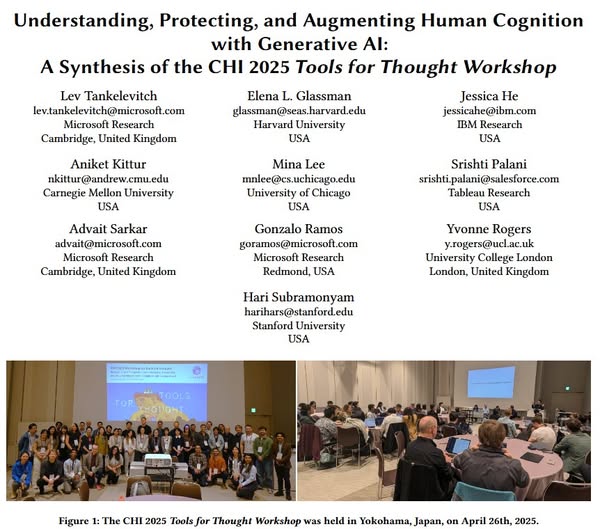 Understanding, Protecting, and Augmenting Human Cognition
with Generative AI:
A Synthesis of the CHI 2025 Tools for Thought Workshop
Lev Tankelevitch
lev.tankelevitch@microsoft.com
Microsoft Research
Cambridge, United Kingdom
Elena L. Glassman
glassman@seas.harvard.edu
Harvard University
USA
Jessica He
jessicahe@ibm.com
IBM Research
USA
Aniket Kittur
nkittur@andrew.cmu.edu
Carnegie Mellon University
USA
Mina Lee
mnlee@cs.uchicago.edu
University of Chicago
USA
Srishti Palani
srishti.palani@salesforce.com
Tableau Research
USA
Advait Sarkar
advait@microsoft.com
Microsoft Research
Cambridge, United Kingdom
Gonzalo Ramos
goramos@microsoft.com
Microsoft Research
Redmond, USA
Yvonne Rogers
y.rogers@ucl.ac.uk
University College London
London, United Kingdom
Hari Subramonyam
harihars@stanford.edu
Stanford University
USA
TOOLS
THOUGHT
Figure 1: The CHI 2025 Tools for Thought Workshop was held in Yokohama, Japan, on April 26th, 2025.